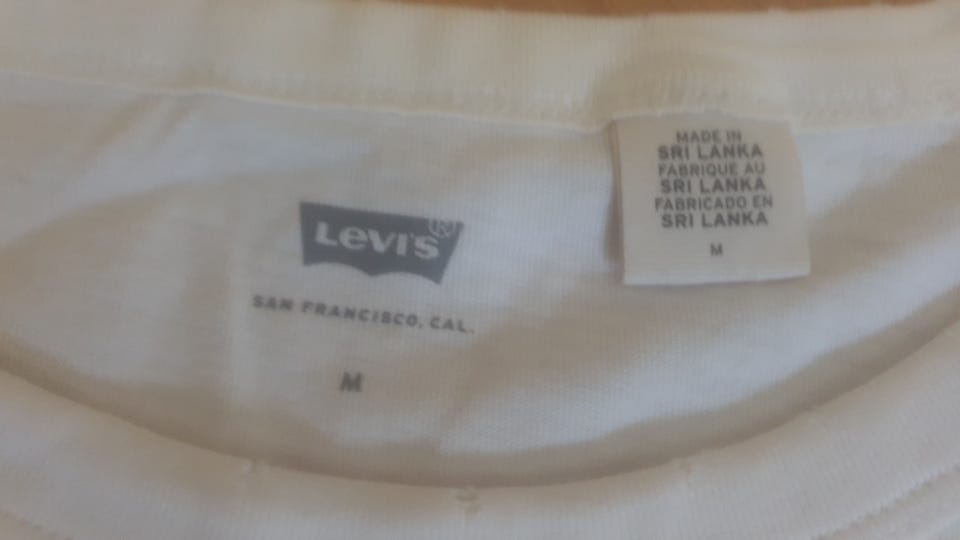 LEVI'S®
SAN FRANCISCO, CAL.
M
MADE IN
SRI LANKA
FABRIQUE AU
SRI LANKA
FABRICADO EN
SRI LANKA
M